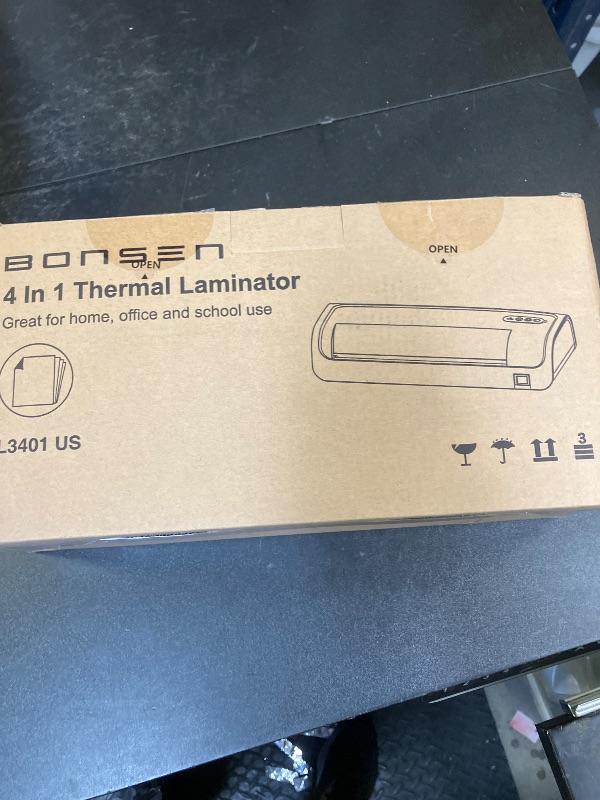 BONSEN
OPEN
OPEN
4 In 1 Thermal Laminator
Great for home, office and school use
L3401 US
3